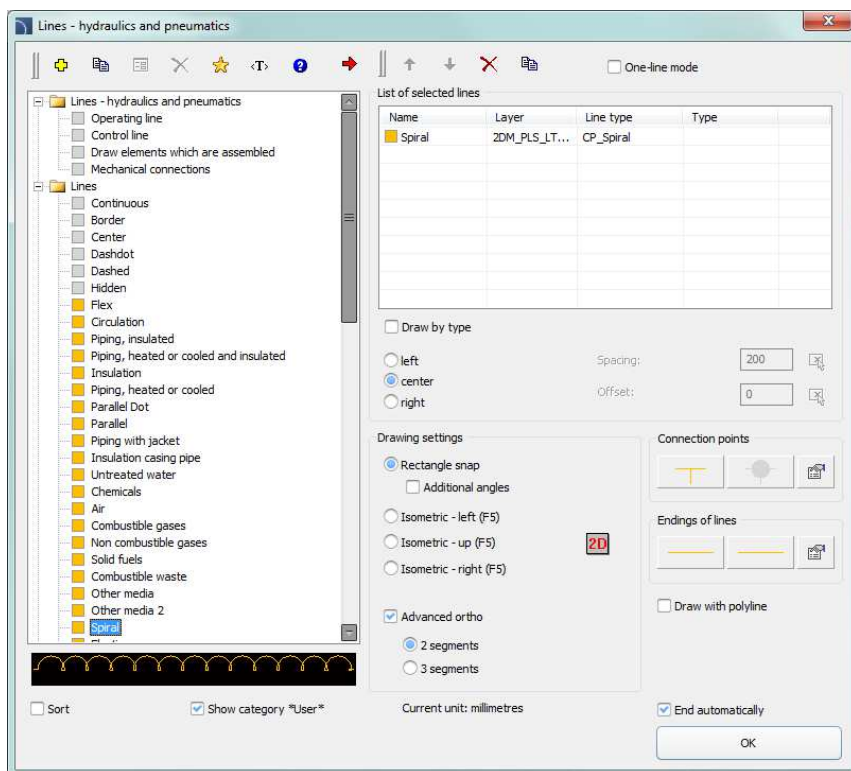 Lines - hydraulics and pneumatics
<T>
One-line mode
Lines - hydraulics and pneumatics
Operating line
Control line
Draw elements which are assembled
Mechanical connections
Lines
Continuous
Border
Center
Dashdot
Dashed
Hidden
Flex
Circulation
Piping, insulated
Piping, heated or cooled and insulated
Insulation
Piping, heated or cooled
Parallel Dot
Parallel
Piping with jacket
Insulation casing pipe
Untreated water
Chemicals
Air
Combustible gases
Non combustible gases
Solid fuels
Combustible waste
Other media
Other media 2
Spiral
Sort
Show category *User*
List of selected lines
Name Layer Line type Type
Spiral 2DM_PLS_LT... CP_Spiral
Draw by type
left
center
right
Spacing: 200
Offset: 0
Drawing settings
Rectangle snap
Additional angles
Isometric - left (F5)
Isometric - up (F5)
Isometric - right (F5)
2D
Advanced ortho
2 segments
3 segments
Current unit: millimetres
Connection points
Endings of lines
Draw with polyline
End automatically
OK